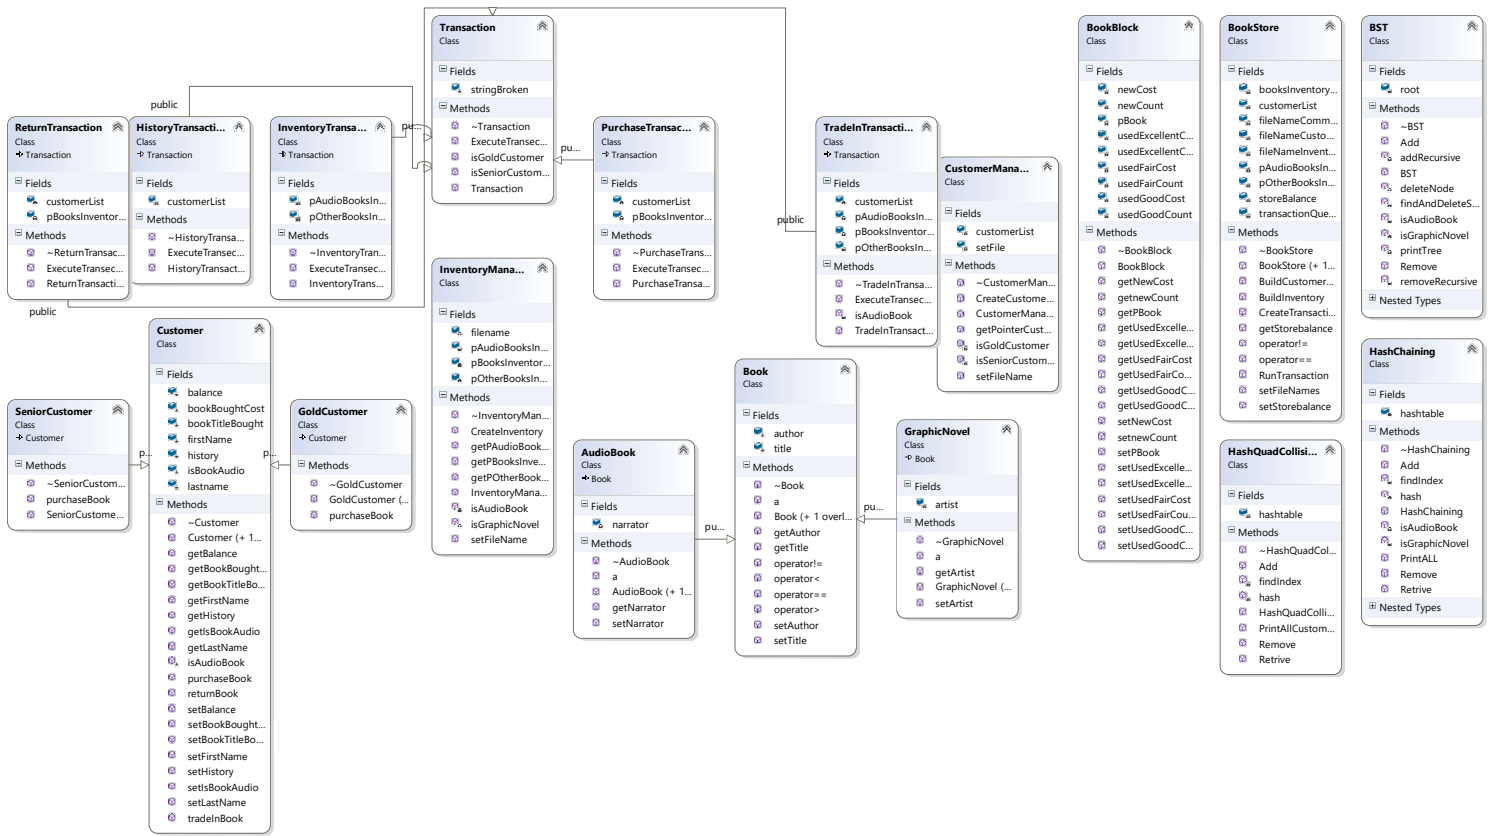 Transaction
Class
Fields
stringBroken
Methods
~Transaction
ExecuteTransec...
isGoldCustomer
isSeniorCustom...
Transaction
public
ReturnTransaction
Class
Transaction
Fields
customerList
pBooksInventor...
Methods
~ReturnTransac...
ExecuteTransec...
ReturnTransacti...
public
HistoryTransacti...
Class
Transaction
Fields
customerList
Methods
~HistoryTransa...
ExecuteTransec...
HistoryTransact...
InventoryTransa...
Class
Transaction
Fields
pAudioBooksIn...
pOtherBooksIn...
Methods
~InventoryTran...
ExecuteTransec...
InventoryTrans...
pu...
pu...
PurchaseTransac...
Class
Transaction
Fields
customerList
pBooksInventor...
Methods
~PurchaseTrans...
ExecuteTransec...
PurchaseTransa...
public
TradeInTransacti...
Class
Transaction
Fields
customerList
pAudioBooksIn...
pBooksInventor...
pOtherBooksIn...
Methods
~TradeInTransa...
ExecuteTransec...
isAudioBook
TradeInTransact...
CustomerMana...
Class
Fields
customerList
setFile
Methods
~CustomerMan...
CreateCustome...
CustomerMana...
getPointerCust...
isGoldCustomer
isSeniorCustom...
setFileName
InventoryMana...
Class
Fields
filename
pAudioBooksIn...
pBooksInventor...
pOtherBooksIn...
Methods
~InventoryMan...
CreateInventory
getPAudioBook...
getPBooksInve...
getPOtherBook...
InventoryMana...
isAudioBook
isGraphicNovel
setFileName
Customer
Class
Fields
balance
bookBoughtCost
bookTitleBought
firstName
history
isBookAudio
lastname
Methods
~Customer
Customer (+ 1...
getBalance
getBookBought...
getBookTitleBo...
getFirstName
getHistory
getIsBookAudio
getLastName
isAudioBook
purchaseBook
returnBook
setBalance
setBookBought...
setBookTitleBo...
setFirstName
setHistory
setIsBookAudio
setLastName
tradeInBook
SeniorCustomer
Class
Customer
Methods
~SeniorCustom...
purchaseBook
SeniorCustome...
p...
p...
GoldCustomer
Class
Customer
Methods
~GoldCustomer
GoldCustomer (...
purchaseBook
AudioBook
Class
Book
Fields
narrator
Methods
~AudioBook
a
AudioBook (+ 1...
getNarrator
setNarrator
pu...
Book
Class
Fields
author
title
Methods
~Book
a
Book (+ 1 overl...
getAuthor
getTitle
operator!=
operator<
operator==
operator>
setAuthor
setTitle
pu...
GraphicNovel
Class
Book
Fields
artist
Methods
~GraphicNovel
a
getArtist
GraphicNovel (...
setArtist
BookBlock
Class
Fields
newCost
newCount
pBook
usedExcellentC...
usedExcellentC...
usedFairCost
usedFairCount
usedGoodCost
usedGoodCount
Methods
~BookBlock
BookBlock
getNewCost
getnewCount
getPBook
getUsedExcelle...
getUsedExcelle...
getUsedFairCost
getUsedFairCo...
getUsedGoodC...
getUsedGoodC...
setNewCost
setnewCount
setPBook
setUsedExcelle...
setUsedExcelle...
setUsedFairCost
setUsedFairCou...
setUsedGoodC...
setUsedGoodC...
BookStore
Class
Fields
booksInventory...
customerList
fileNameComm...
fileNameCusto...
fileNameInvent...
pAudioBooksIn...
pOtherBooksIn...
storeBalance
transactionQue...
Methods
~BookStore
BookStore (+ 1...
BuildCustomer...
BuildInventory
CreateTransacti...
getStorebalance
operator!=
operator==
RunTransaction
setFileNames
setStorebalance
HashQuadCollisi...
Class
Fields
hashtable
Methods
~HashQuadCol...
Add
findIndex
hash
HashQuadColli...
PrintAllCustom...
Remove
Retrive
BST
Class
Fields
root
Methods
~BST
Add
addRecursive
BST
deleteNode
findAndDeleteS...
isAudioBook
isGraphicNovel
printTree
Remove
removeRecursive
Nested Types
HashChaining
Class
Fields
hashtable
Methods
~HashChaining
Add
findIndex
hash
HashChaining
isAudioBook
isGraphicNovel
PrintALL
Remove
Retrive
Nested Types